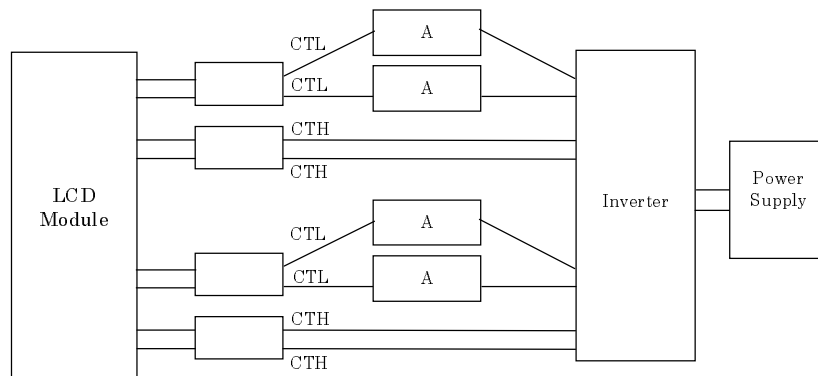 CTL
A
CTL
A
CTH
CTH
LCD
Module
Inverter
Power
Supply
CTL
A
CTL
A
CTH
CTH